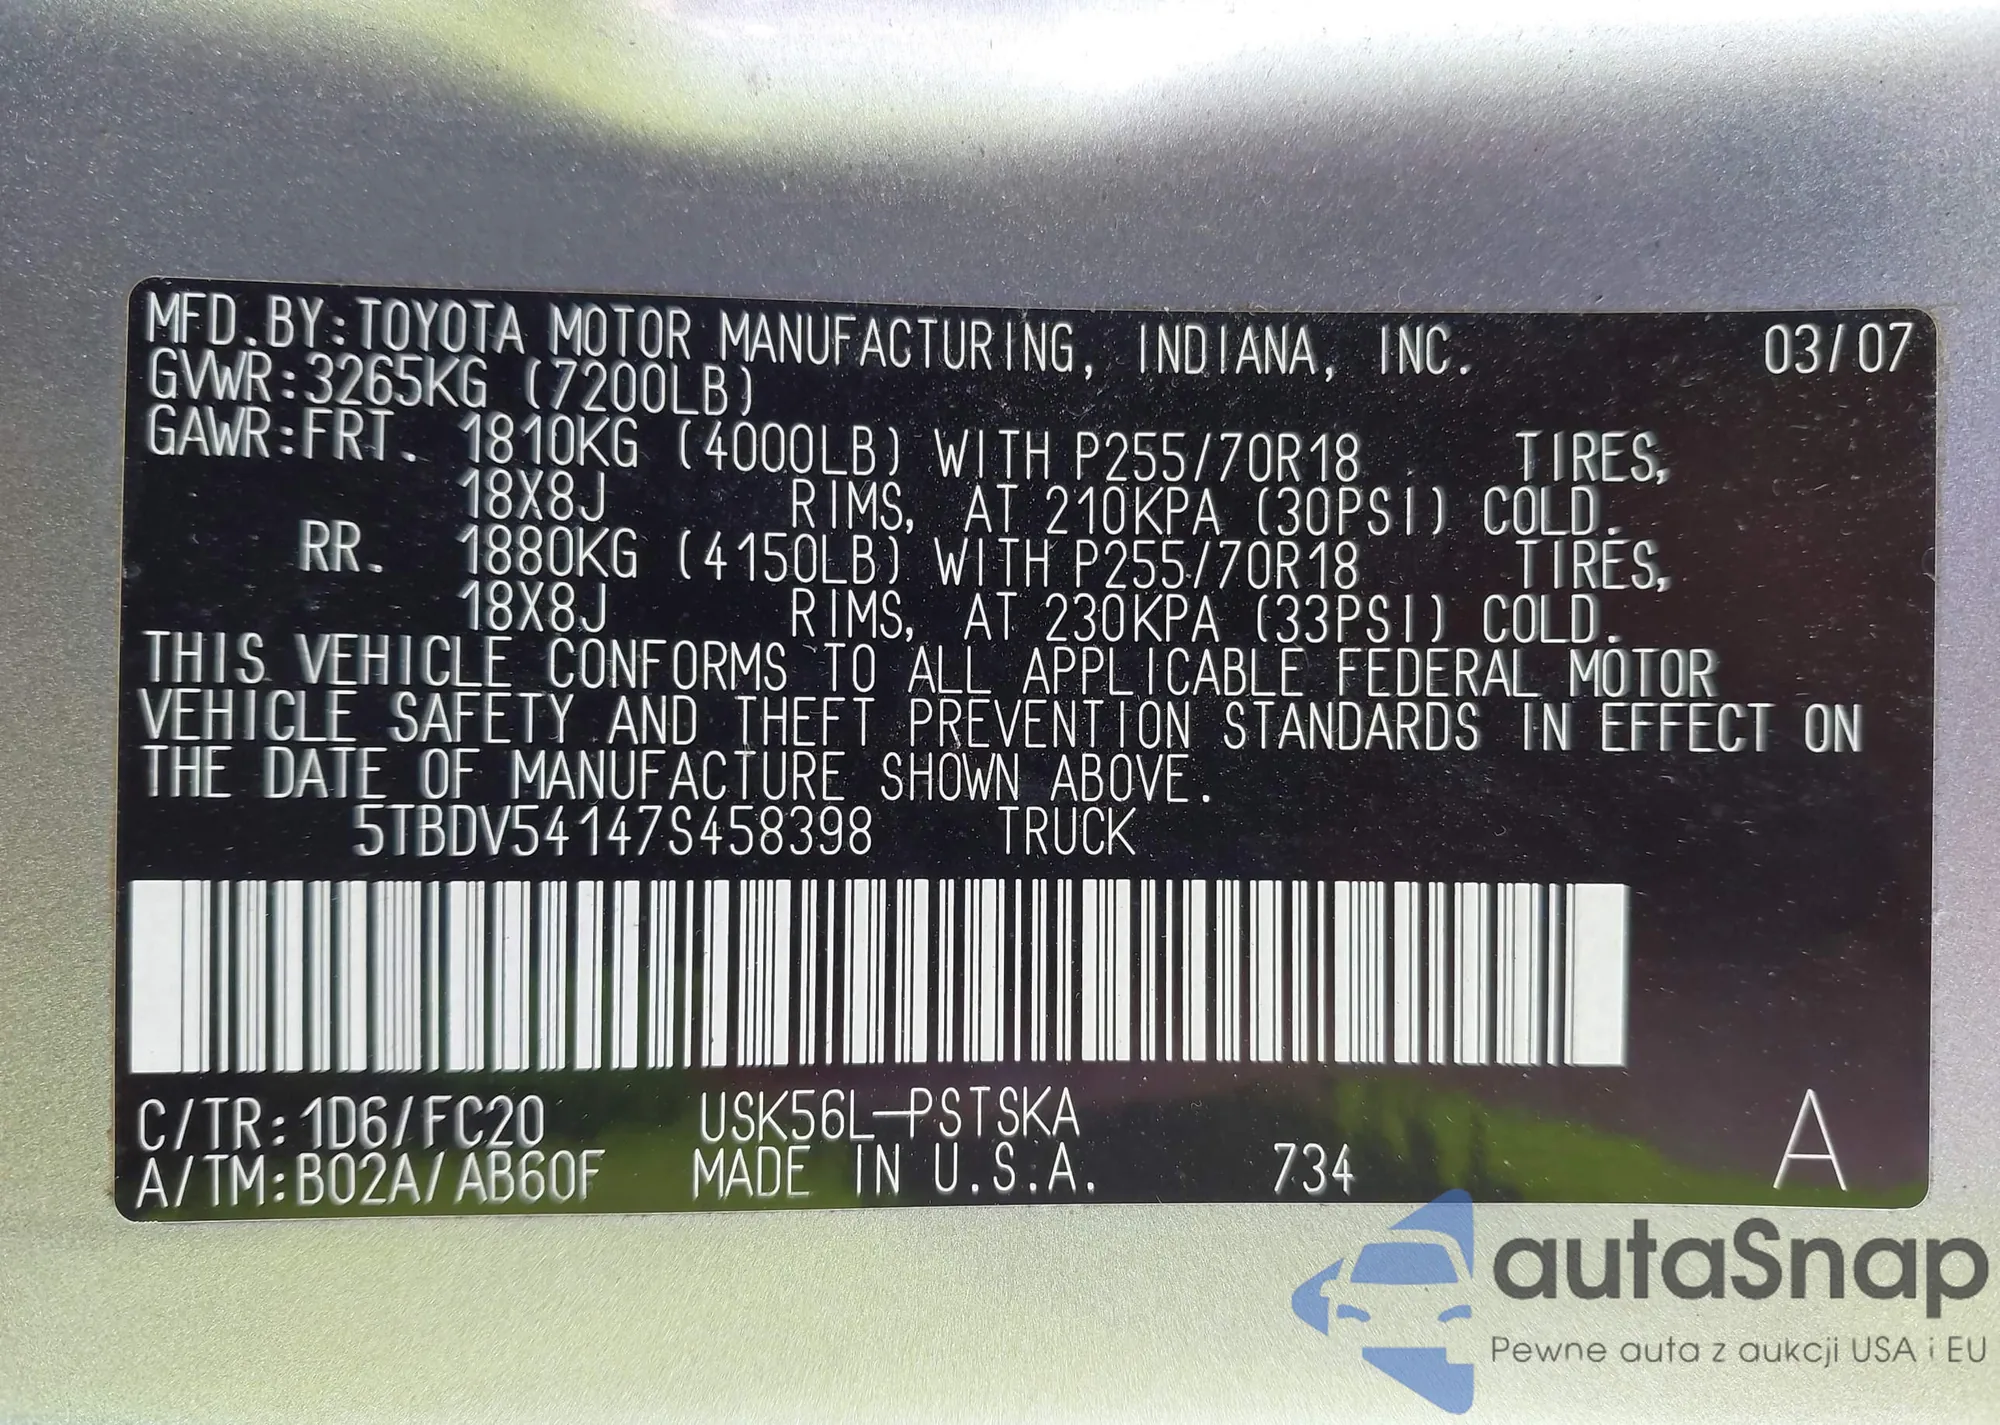 MFD.BY:TOYOTA MOTOR MANUFACTURING, INDIANA, INC. 03/07
GVWR:3265KG (7200LB)
GAWR:FRT. 1810KG (4000LB) WITH P255/70R18 TIRES,
18X8J RIMS, AT 210KPA (30PSI) COLD.
RR. 1880KG (4150LB) WITH P255/70R18 TIRES,
18X8J RIMS, AT 230KPA (33PSI) COLD.
THIS VEHICLE CONFORMS TO ALL APPLICABLE FEDERAL MOTOR
VEHICLE SAFETY AND THEFT PREVENTION STANDARDS IN EFFECT ON
THE DATE OF MANUFACTURE SHOWN ABOVE.
5TBDV54147S458398 TRUCK
C/TR:1D6/FC20 USK56L-PSTSKA
A/TM:B02A/AB60F MADE IN U.S.A. 734 A
autaSnap
Pewne auta z aukcji USA i EU